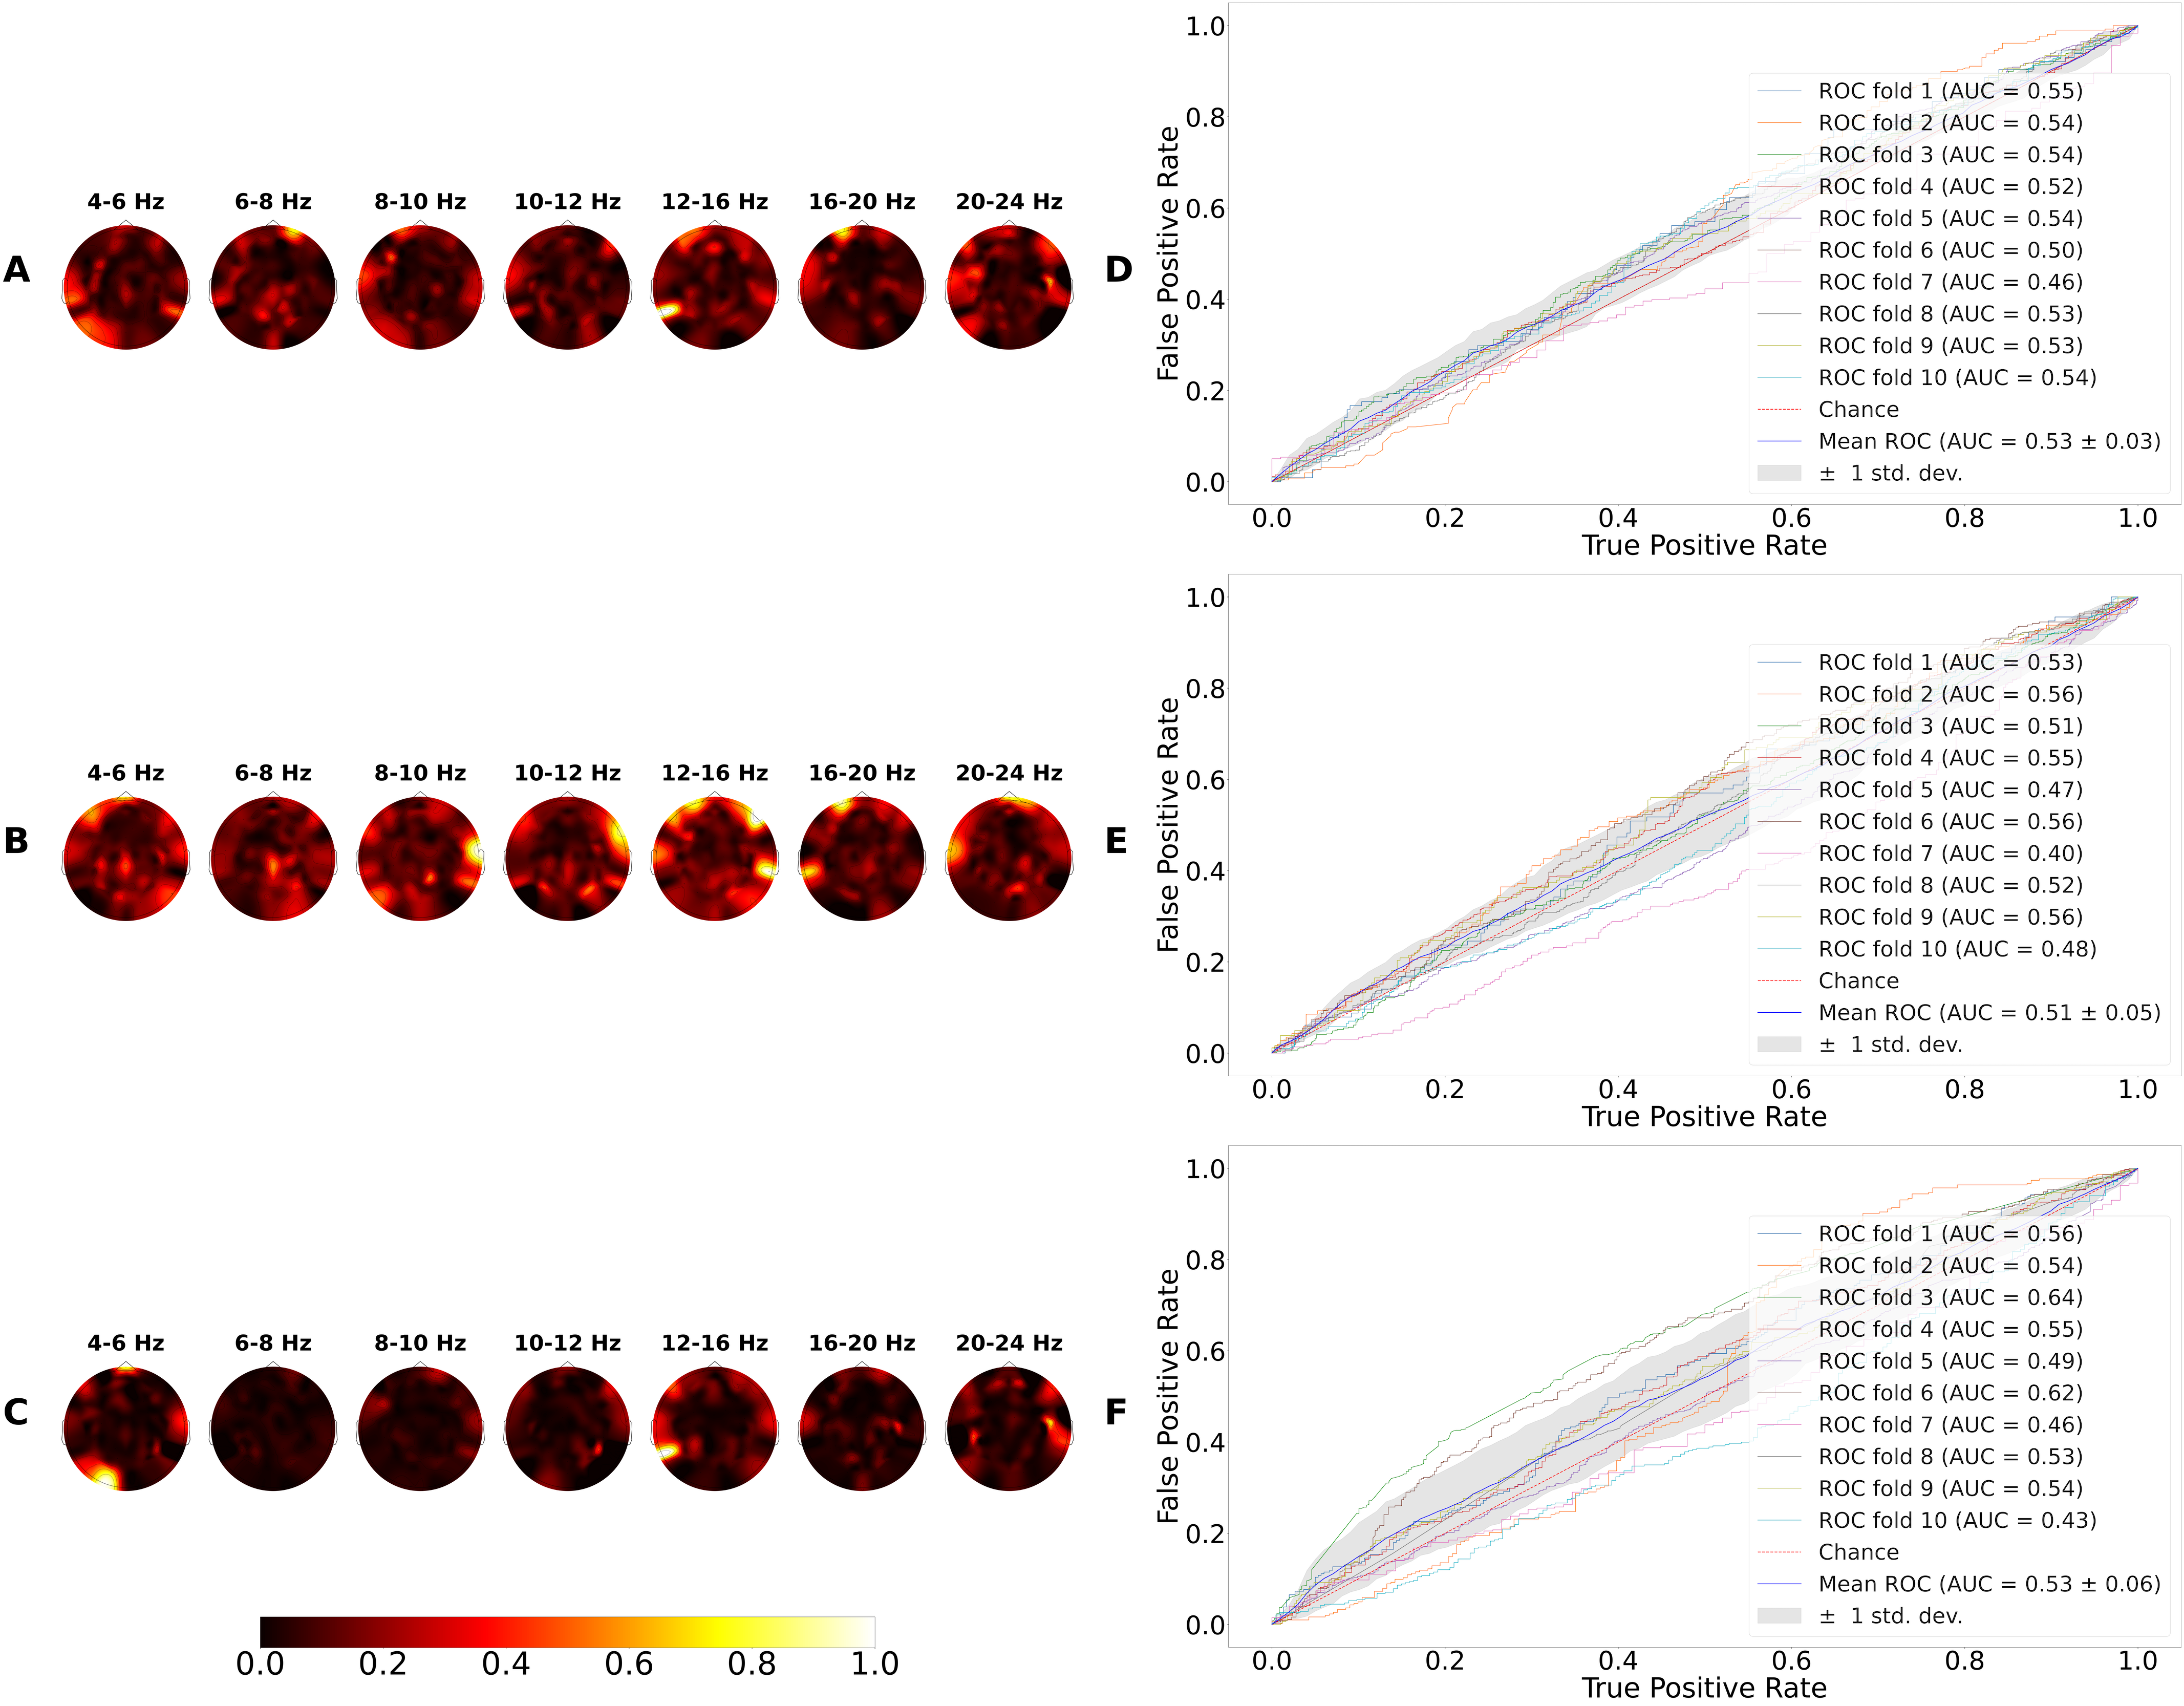 A
4-6 Hz 6-8 Hz 8-10 Hz 10-12 Hz 12-16 Hz 16-20 Hz 20-24 Hz
D
False Positive Rate
1.0
0.8
0.6
0.4
0.2
0.0
ROC fold 1 (AUC = 0.55)
ROC fold 2 (AUC = 0.54)
ROC fold 3 (AUC = 0.54)
ROC fold 4 (AUC = 0.52)
ROC fold 5 (AUC = 0.54)
ROC fold 6 (AUC = 0.50)
ROC fold 7 (AUC = 0.46)
ROC fold 8 (AUC = 0.53)
ROC fold 9 (AUC = 0.53)
ROC fold 10 (AUC = 0.54)
Chance
Mean ROC (AUC = 0.53 ± 0.03)
± 1 std. dev.
0.0 0.2 0.4 0.6 0.8 1.0
True Positive Rate
B
4-6 Hz 6-8 Hz 8-10 Hz 10-12 Hz 12-16 Hz 16-20 Hz 20-24 Hz
E
False Positive Rate
1.0
0.8
0.6
0.4
0.2
0.0
ROC fold 1 (AUC = 0.53)
ROC fold 2 (AUC = 0.56)
ROC fold 3 (AUC = 0.51)
ROC fold 4 (AUC = 0.55)
ROC fold 5 (AUC = 0.47)
ROC fold 6 (AUC = 0.56)
ROC fold 7 (AUC = 0.40)
ROC fold 8 (AUC = 0.52)
ROC fold 9 (AUC = 0.56)
ROC fold 10 (AUC = 0.48)
Chance
Mean ROC (AUC = 0.51 ± 0.05)
± 1 std. dev.
0.0 0.2 0.4 0.6 0.8 1.0
True Positive Rate
C
4-6 Hz 6-8 Hz 8-10 Hz 10-12 Hz 12-16 Hz 16-20 Hz 20-24 Hz
0.0 0.2 0.4 0.6 0.8 1.0
F
False Positive Rate
1.0
0.8
0.6
0.4
0.2
0.0
ROC fold 1 (AUC = 0.56)
ROC fold 2 (AUC = 0.54)
ROC fold 3 (AUC = 0.64)
ROC fold 4 (AUC = 0.55)
ROC fold 5 (AUC = 0.49)
ROC fold 6 (AUC = 0.62)
ROC fold 7 (AUC = 0.46)
ROC fold 8 (AUC = 0.53)
ROC fold 9 (AUC = 0.54)
ROC fold 10 (AUC = 0.43)
Chance
Mean ROC (AUC = 0.53 ± 0.06)
± 1 std. dev.
0.0 0.2 0.4 0.6 0.8 1.0
True Positive Rate